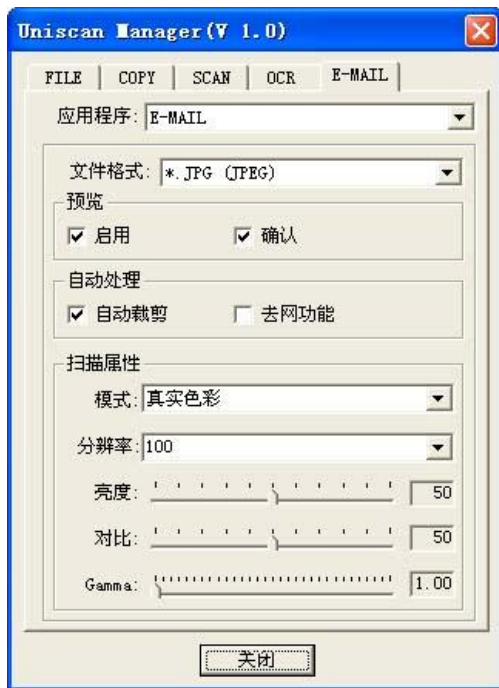 Uniscan Manager(V 1.0)
FILE COPY SCAN OCR E-MAIL
应用程序: E-MAIL
文件格式: *.JPG (JPEG)
预览
启用 确认
自动处理
自动裁剪 去网功能
扫描属性
模式: 真实色彩
分辨率: 100
亮度: 50
对比: 50
Gamma: 1.00
关闭